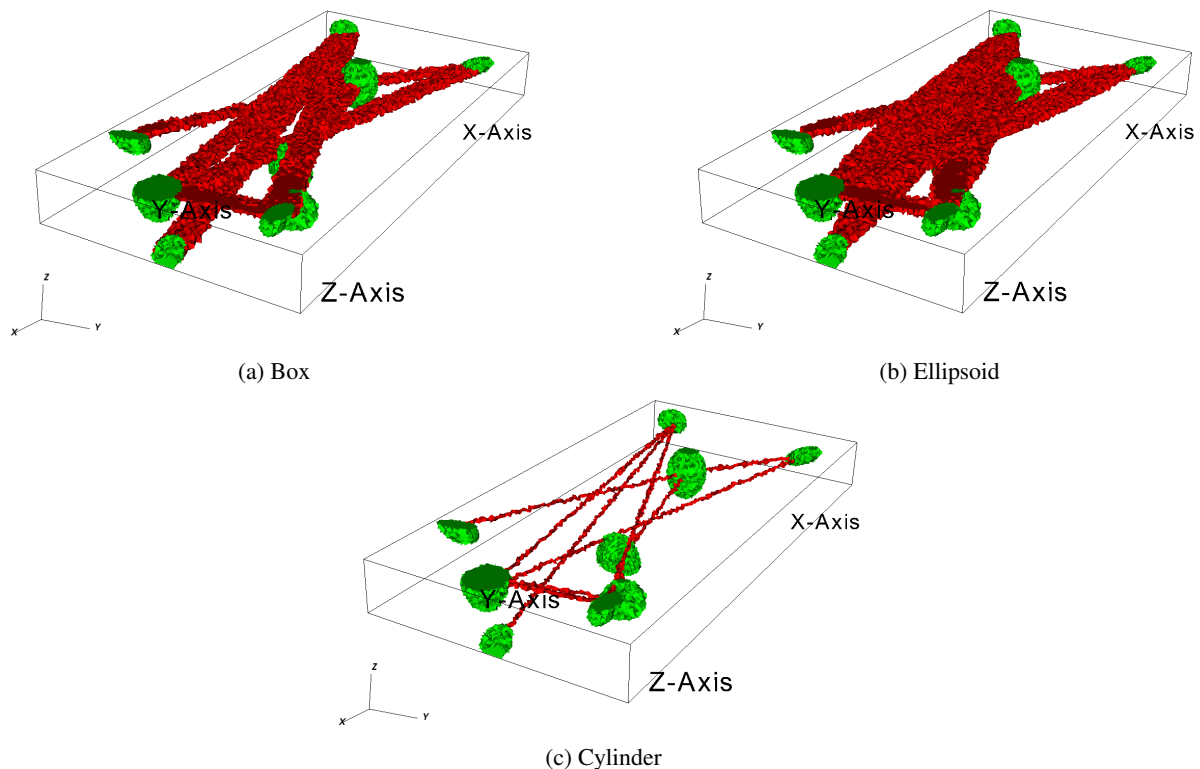 X-Axis
Y-Axis
Z-Axis
Z
X
Y
(a) Box
X-Axis
Y-Axis
Z-Axis
Z
X
Y
(b) Ellipsoid
X-Axis
Y-Axis
Z-Axis
Z
X
Y
(c) Cylinder